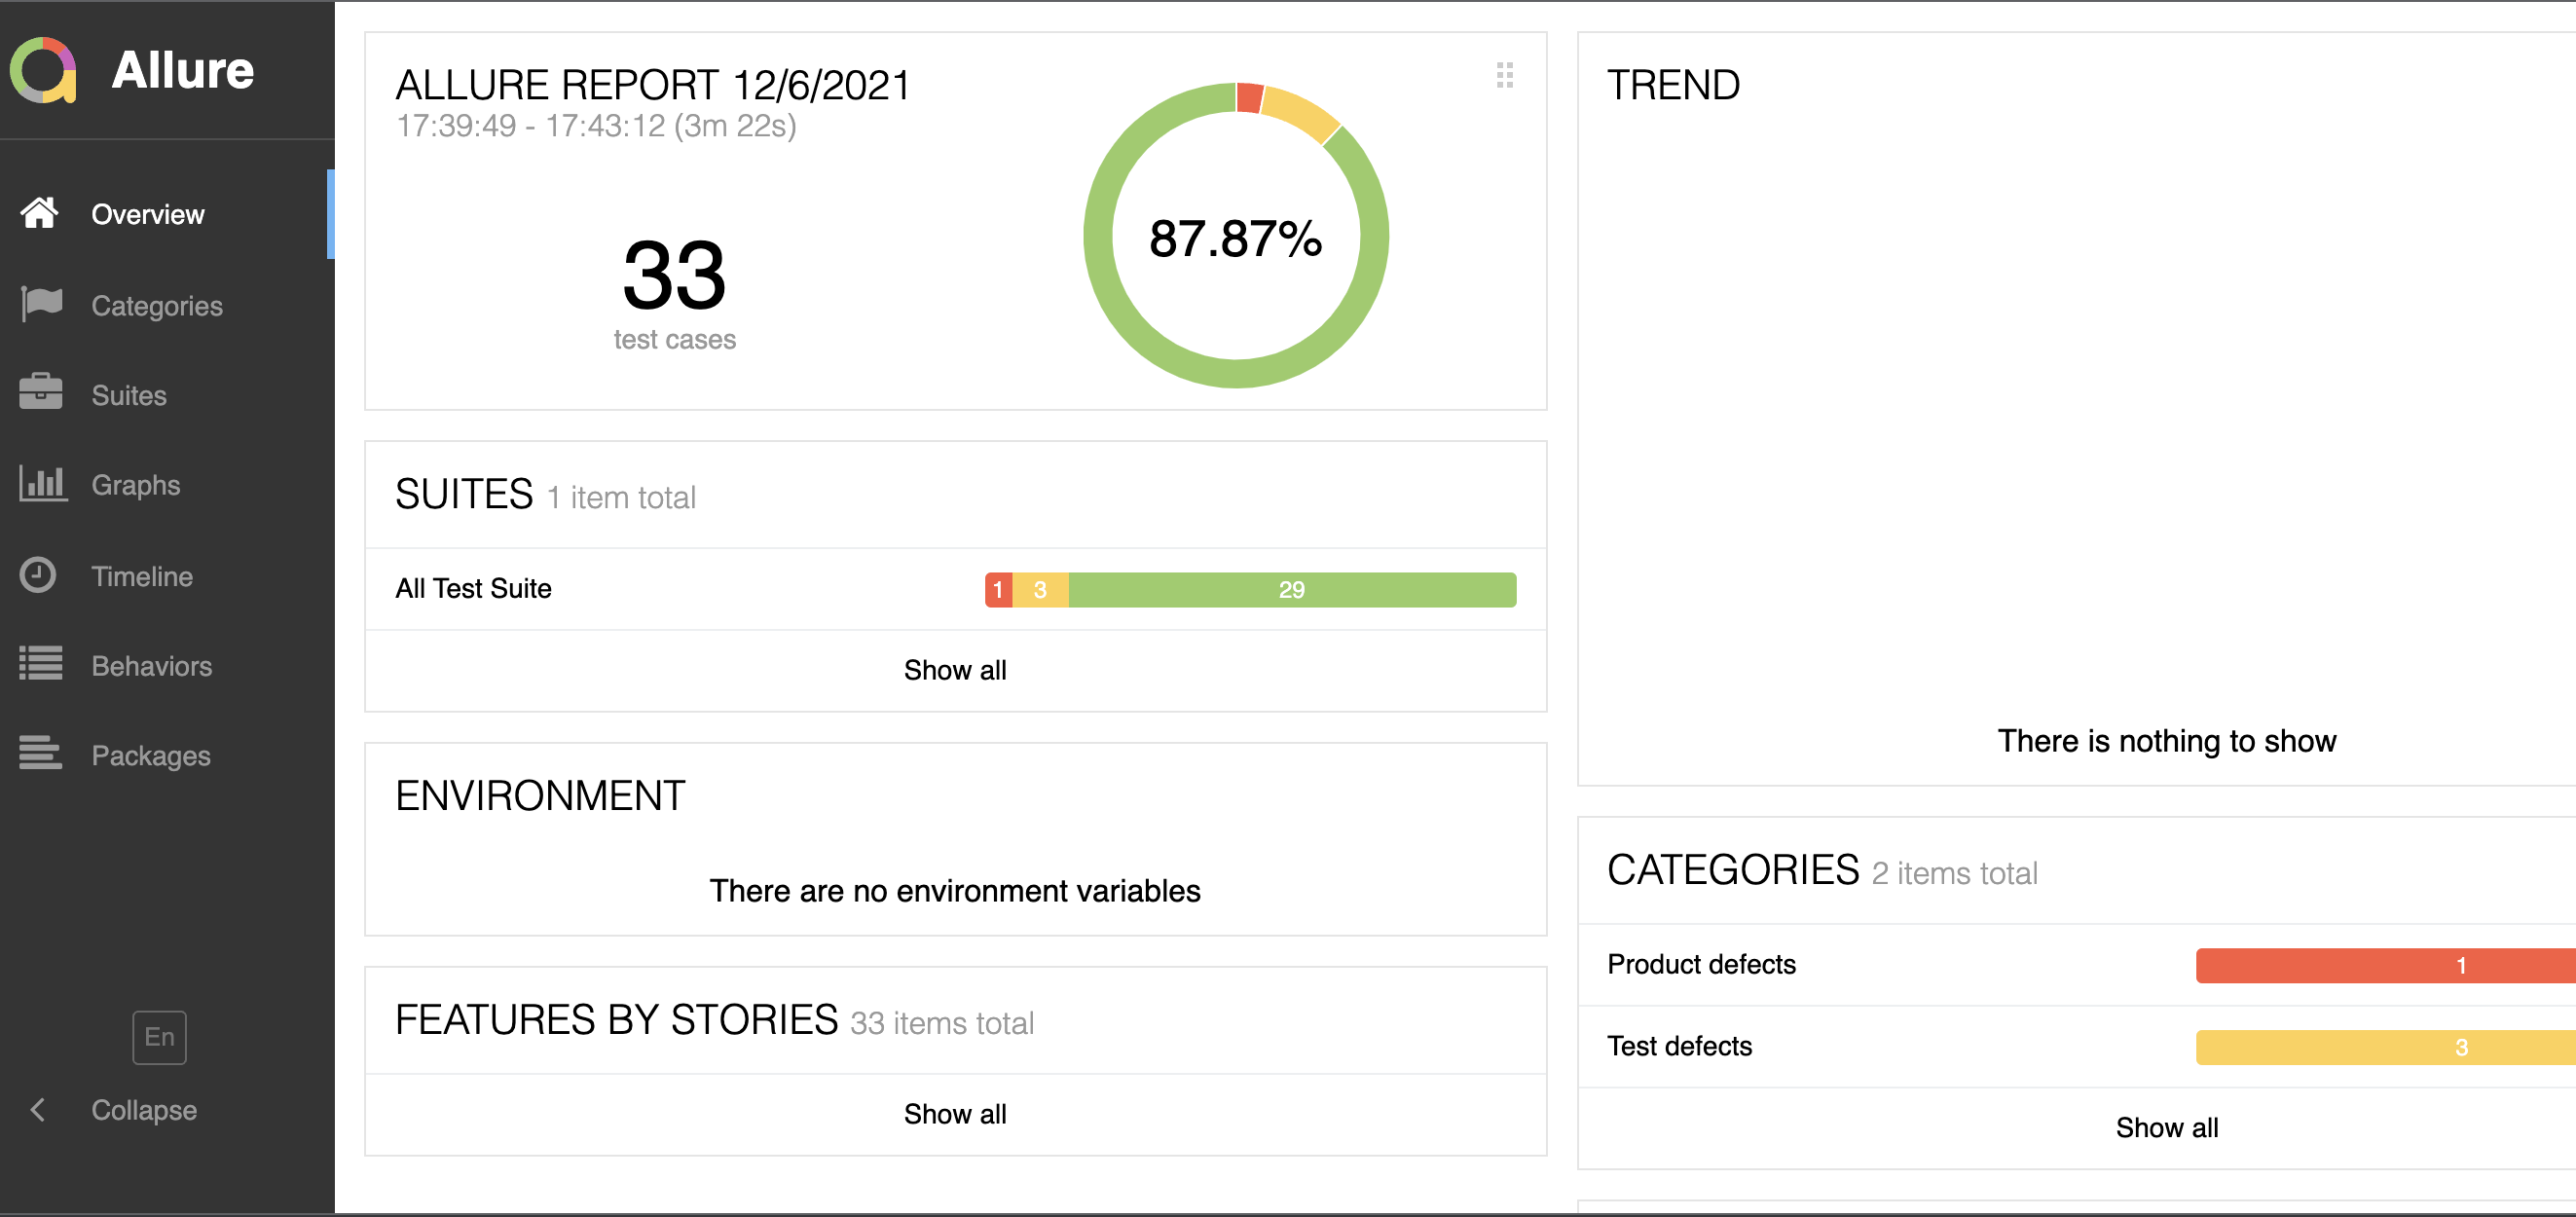 Allure
Overview
Categories
Suites
Graphs
Timeline
Behaviors
Packages
En
Collapse
ALLURE REPORT 12/6/2021
17:39:49 - 17:43:12 (3m 22s)
33
test cases
87.87%
SUITES 1 item total
All Test Suite 1 3 29
Show all
ENVIRONMENT
There are no environment variables
FEATURES BY STORIES 33 items total
Show all
TREND
There is nothing to show
CATEGORIES 2 items total
Product defects 1
Test defects 3
Show all